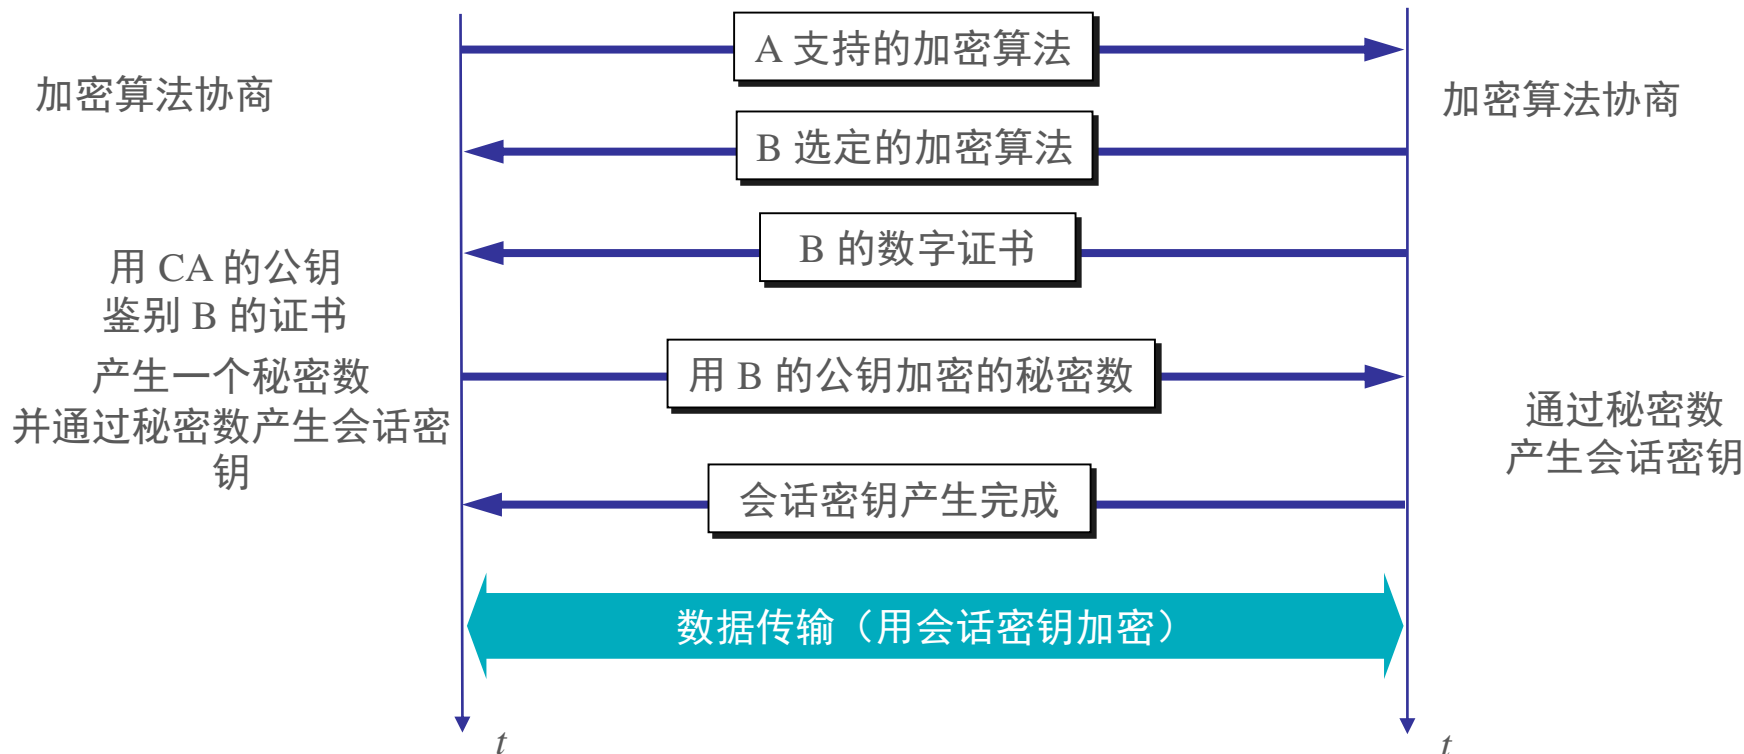 A 支持的加密算法
加密算法协商
加密算法协商
B 选定的加密算法
B 的数字证书
用 CA 的公钥
鉴别 B 的证书
产生一个秘密数
并通过秘密数产生会话密
钥
用 B 的公钥加密的秘密数
通过秘密数
产生会话密钥
会话密钥产生完成
数据传输（用会话密钥加密）
t
t